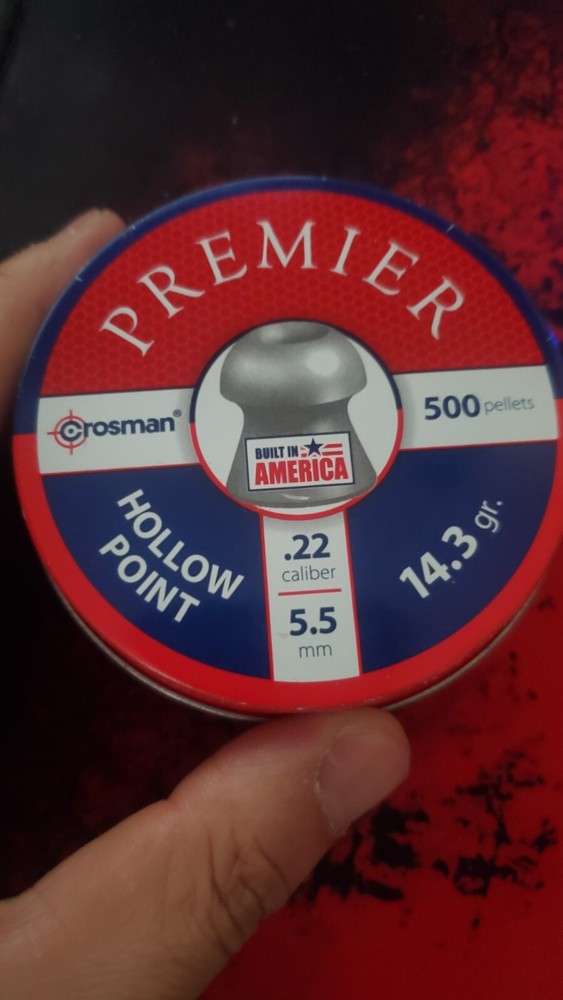 PREMIER
Crosman®
500 pellets
BUILT IN
AMERICA
HOLLOW
POINT
.22
caliber
5.5
mm
14.3 gr.